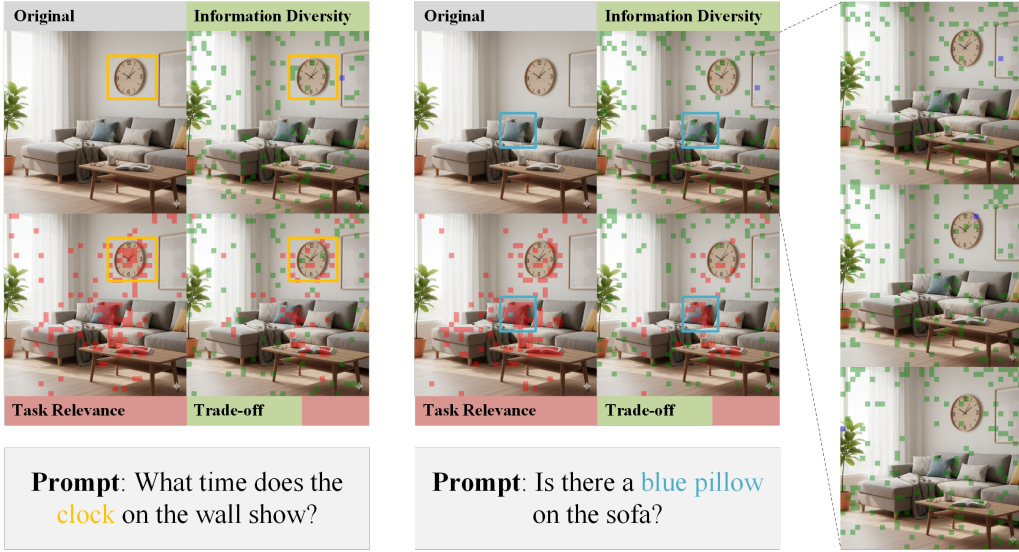 Original
Information Diversity
Task Relevance
Trade-off
Prompt: What time does the
clock on the wall show?
Original
Information Diversity
Task Relevance
Trade-off
Prompt: Is there a blue pillow
on the sofa?